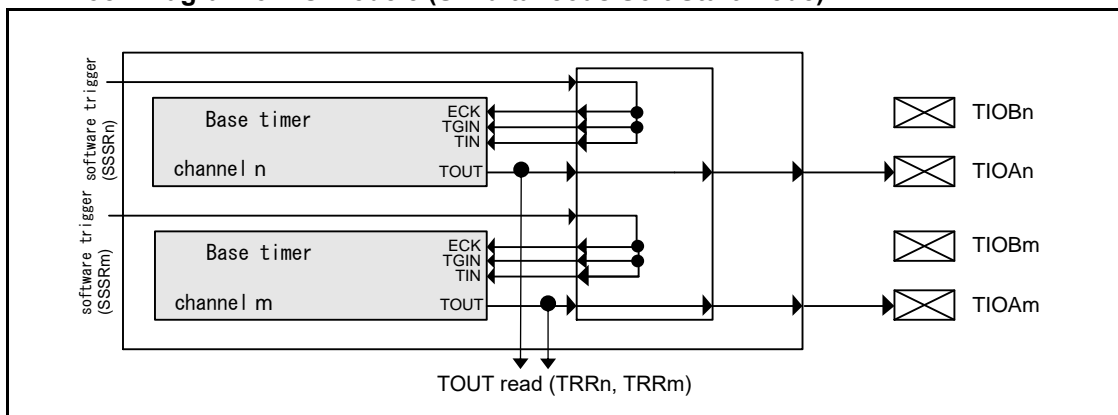 software trigger
(SSSRn)
Base timer
channel n
ECK
TGIN
TIN
TOUT
TIOBn
TIOAn
software trigger
(SSSRm)
Base timer
channel m
ECK
TGIN
TIN
TOUT
TIOBm
TIOAm
TOUT read (TRRn, TRRm)